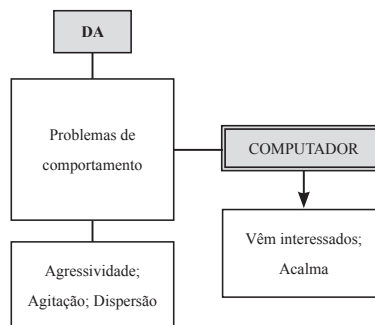 DA
Problemas de
comportamento
COMPUTADOR
Vêm interessados;
Acalma
Agressividade;
Agitação; Dispersão